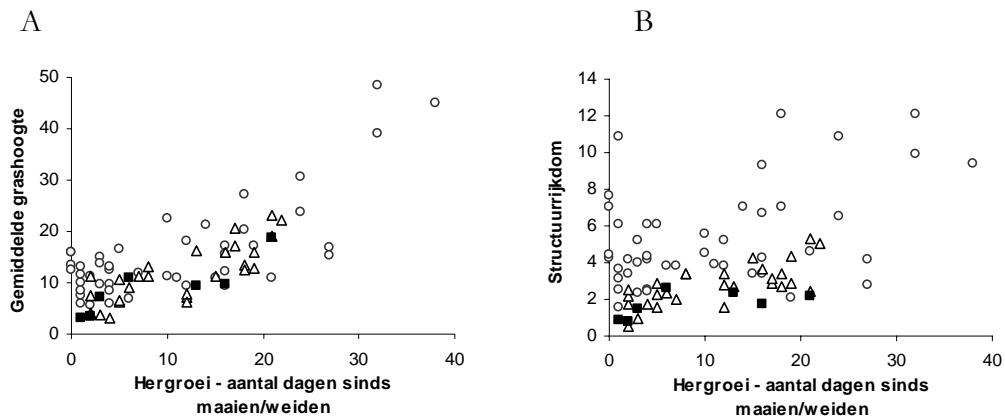 A
B
Gemiddelde grashoogte
50
40
30
20
10
0
0 10 20 30 40
Hergroei - aantal dagen sinds
maaien/weiden
Structuurrijkdom
14
12
10
8
6
4
2
0
0 10 20 30 40
Hergroei - aantal dagen sinds
maaien/weiden